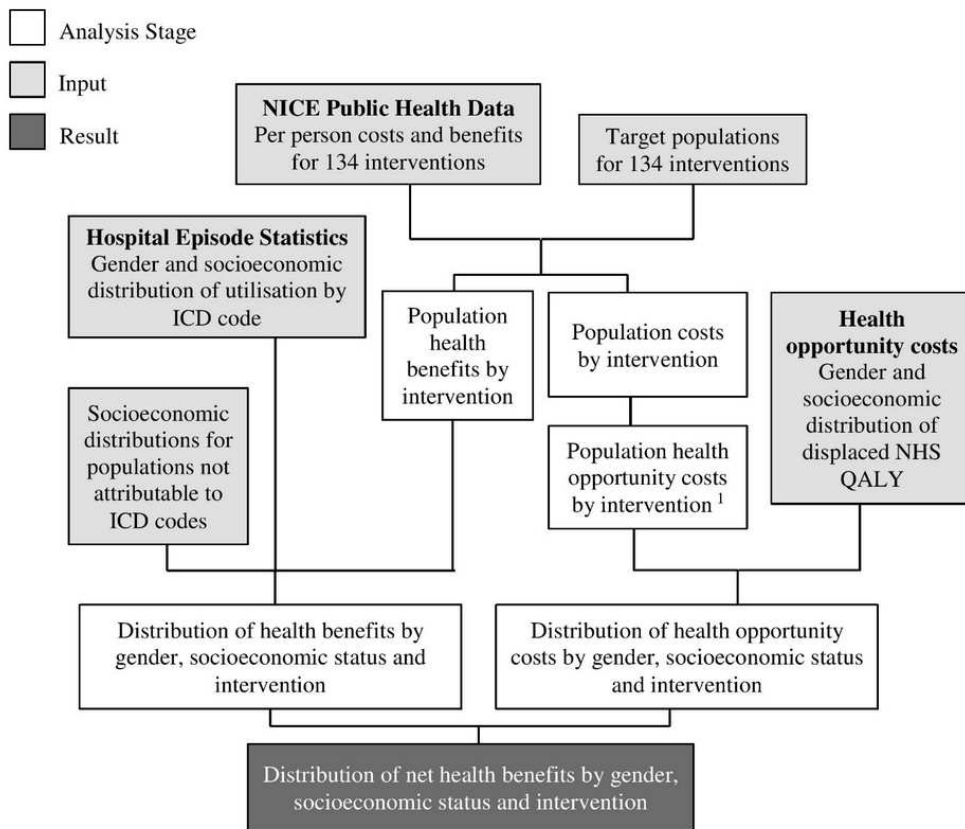 Analysis Stage
Input
Result
NICE Public Health Data
Per person costs and benefits
for 134 interventions
Target populations
for 134 interventions
Hospital Episode Statistics
Gender and socioeconomic
distribution of utilisation by
ICD code
Population
health
benefits by
intervention
Population costs
by intervention
Health
opportunity costs
Gender and
socioeconomic
distribution of
displaced NHS
QALY
Socioeconomic
distributions for
populations not
attributable to
ICD codes
Population health
opportunity costs
by intervention 1
Distribution of health benefits by
gender, socioeconomic status and
intervention
Distribution of health opportunity
costs by gender, socioeconomic status
and intervention
Distribution of net health benefits by gender,
socioeconomic status and intervention